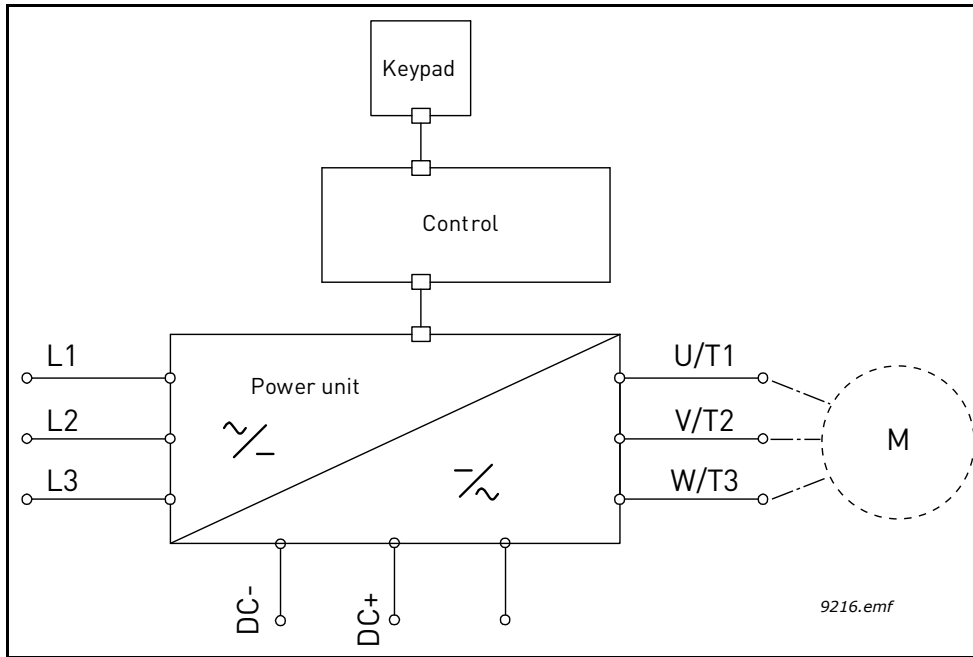 Keypad
Control
L1
L2
L3
Power unit
~/-
-/~
U/T1
V/T2
W/T3
M
DC-
DC+
9216.emf